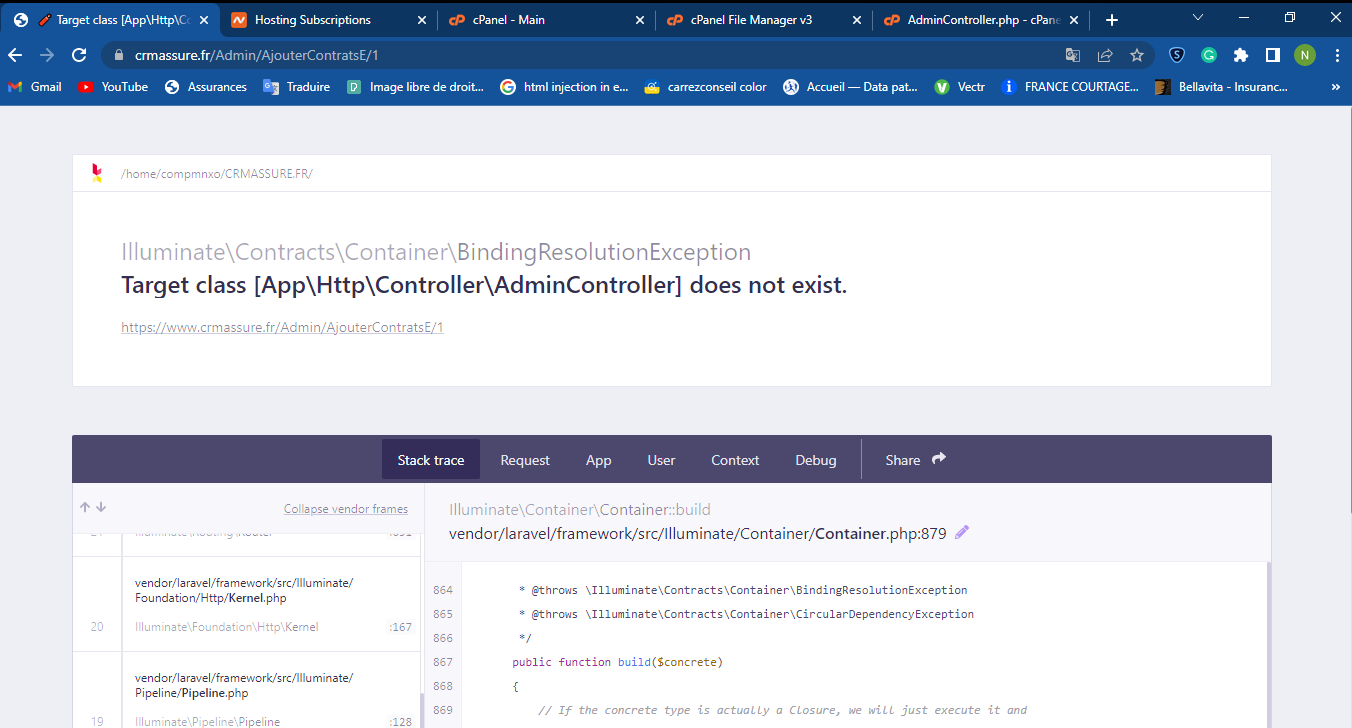 Target class [App\Http\Co
Hosting Subscriptions
cPanel - Main
cPanel File Manager v3
AdminController.php - cPane
crmassure.fr/Admin/AjouterContratsE/1
N
Gmail
YouTube
Assurances
Traduire
Image libre de droit...
html injection in e...
carrezconseil color
Accueil — Data pat...
Vectr
FRANCE COURTAGE...
Bellavita - Insuranc...
»
/home/compmnxo/CRMASSURE.FR/
Illuminate\Contracts\Container\BindingResolutionException
Target class [App\Http\Controller\AdminController] does not exist.
https://www.crmassure.fr/Admin/AjouterContratsE/1
Stack trace
Request
App
User
Context
Debug
Share
Collapse vendor frames
Illuminate\Routing\Router
vendor/laravel/framework/src/Illuminate/
Foundation/Http/Kernel.php
20 Illuminate\Foundation\Http\Kernel :167
vendor/laravel/framework/src/Illuminate/
Pipeline/Pipeline.php
19 Illuminate\Pipeline\Pipeline :128
Illuminate\Container\Container::build
vendor/laravel/framework/src/Illuminate/Container/Container.php:879
864 * @throws \Illuminate\Contracts\Container\BindingResolutionException
865 * @throws \Illuminate\Contracts\Container\CircularDependencyException
866 */
867 public function build($concrete)
868 {
869 // If the concrete type is actually a Closure, we will just execute it and